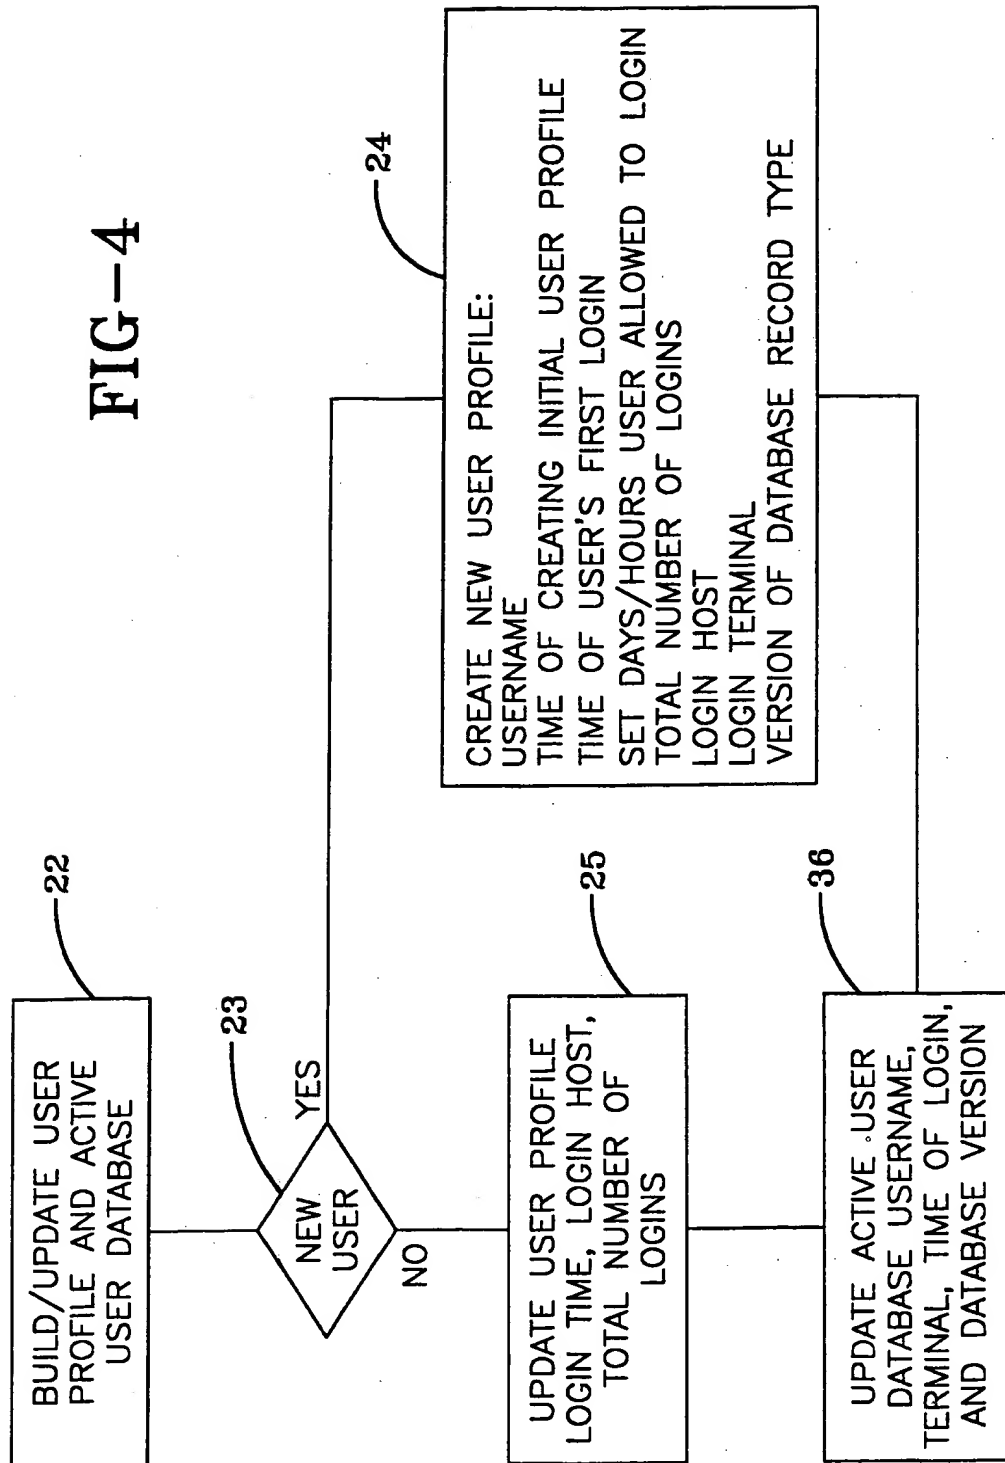 FIG-4
22
BUILD/UPDATE USER
PROFILE AND ACTIVE
USER DATABASE
23
NEW
USER
YES
NO
24
CREATE NEW USER PROFILE:
USERNAME
TIME OF CREATING INITIAL USER PROFILE
TIME OF USER'S FIRST LOGIN
SET DAYS/HOURS USER ALLOWED TO LOGIN
TOTAL NUMBER OF LOGINS
LOGIN HOST
LOGIN TERMINAL
VERSION OF DATABASE RECORD TYPE
25
UPDATE USER PROFILE
LOGIN TIME, LOGIN HOST,
TOTAL NUMBER OF
LOGINS
36
UPDATE ACTIVE USER
DATABASE USERNAME,
TERMINAL, TIME OF LOGIN,
AND DATABASE VERSION